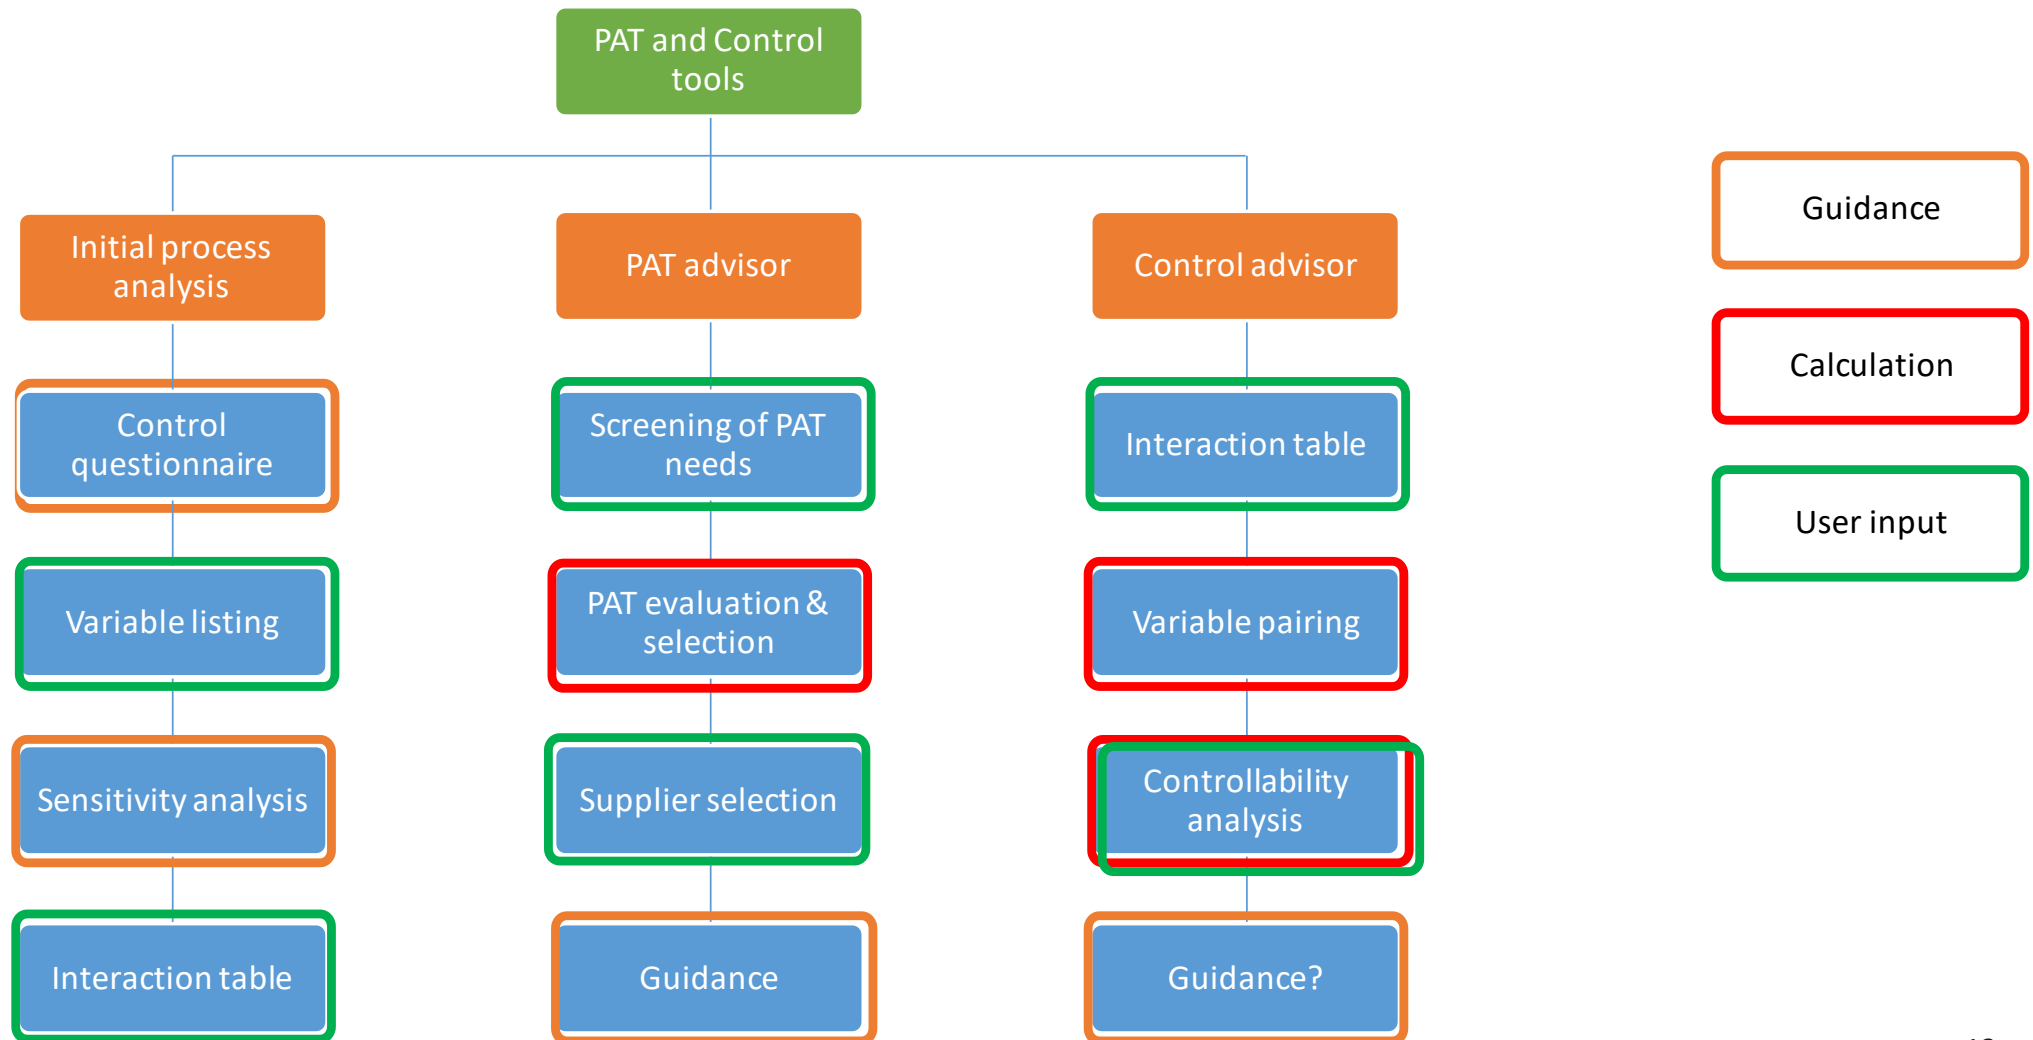 PAT and Control
tools
Initial process
analysis
PAT advisor
Control advisor
Guidance
Calculation
User input
Control
questionnaire
Screening of PAT
needs
Interaction table
Variable listing
PAT evaluation &
selection
Variable pairing
Sensitivity analysis
Supplier selection
Controllability
analysis
Interaction table
Guidance
Guidance?